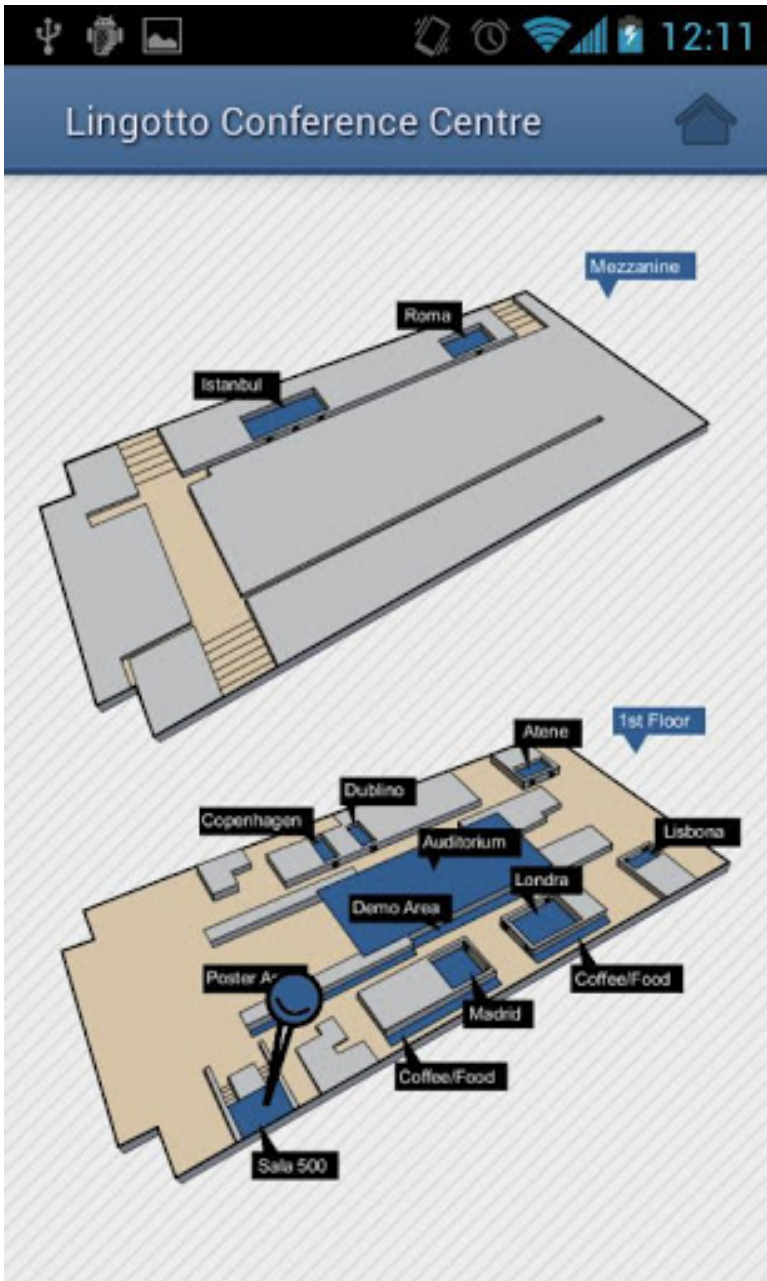 12:11
Lingotto Conference Centre
Mezzanine
Roma
Istanbul
1st Floor
Atene
Dublino
Copenhagen
Lisbona
Auditorium
Londra
Demo Area
Poster
Coffee/Food
Madrid
Coffee/Food
Sala 500